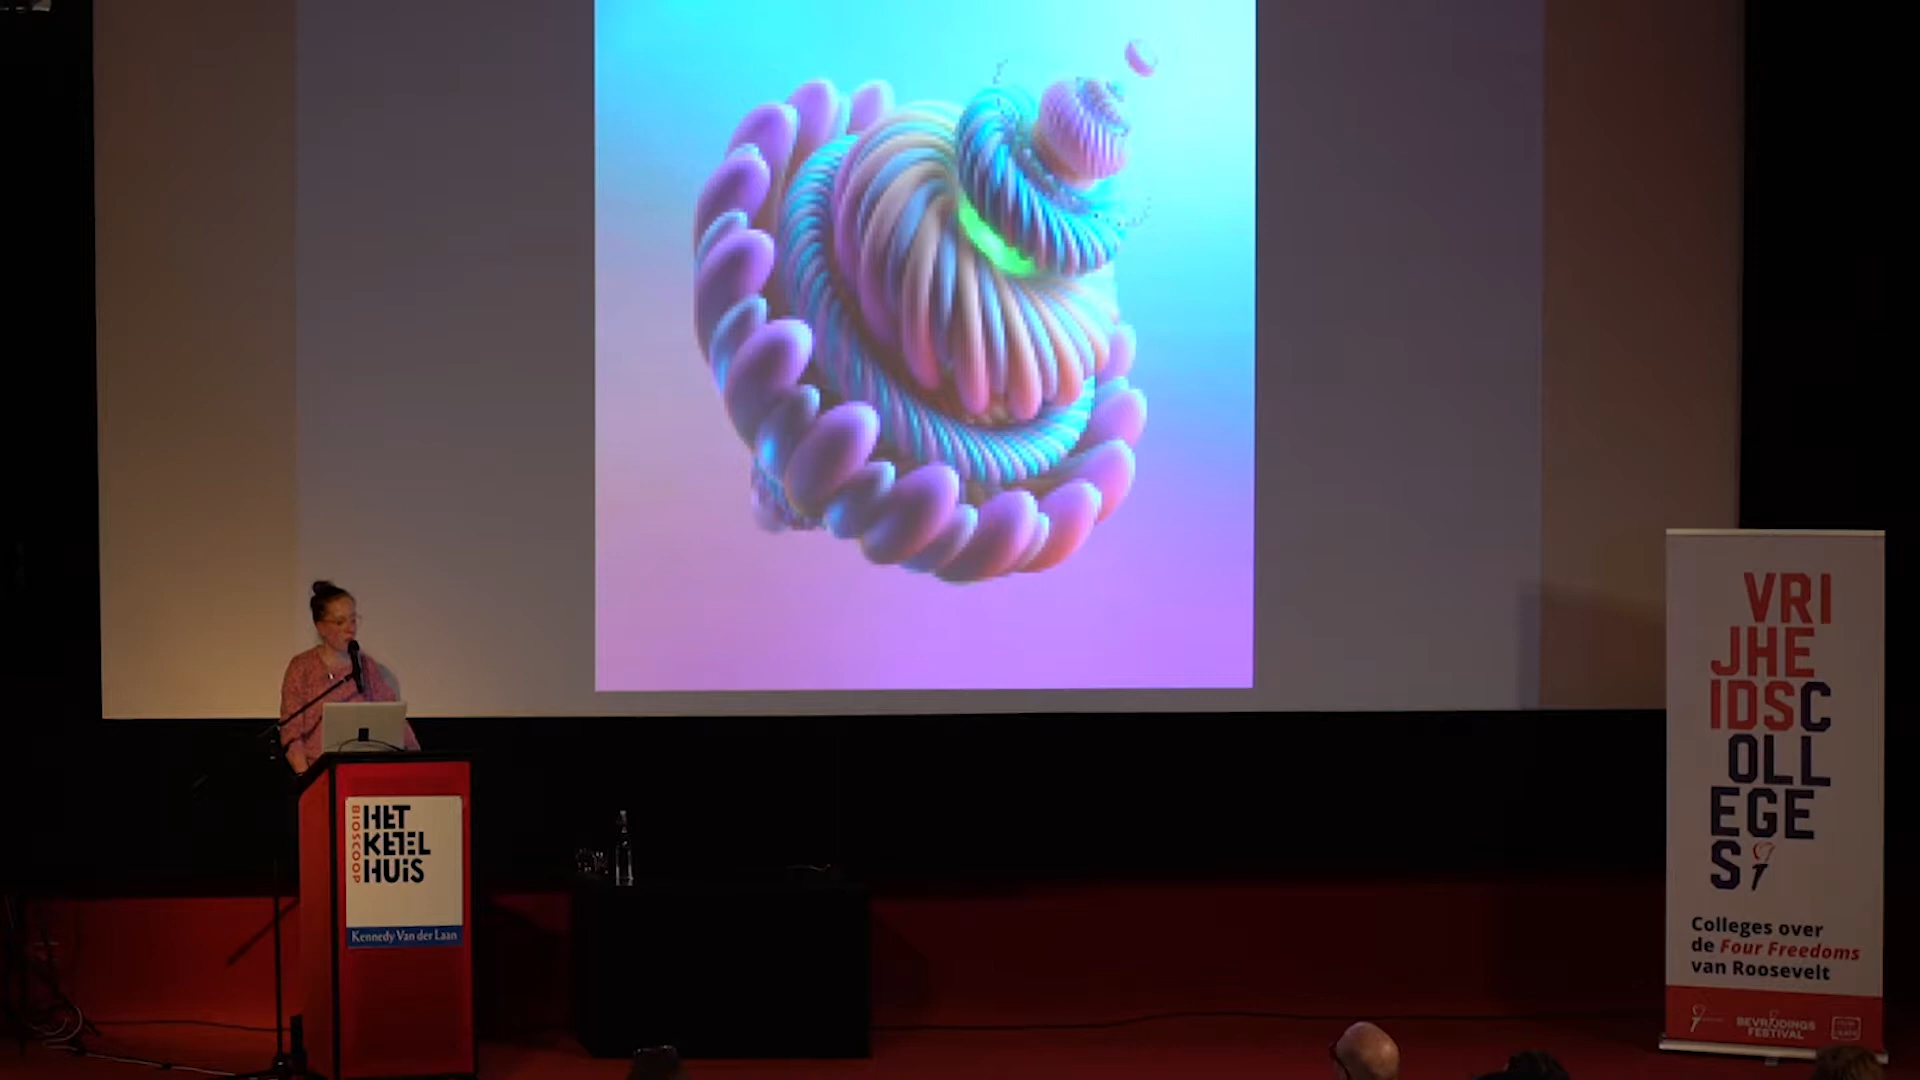 BIOSCOOP
HET
KETEL
HUIS
Kennedy Van der Laan
VRI
JHE
IDSC
OLL
EGE
S
Colleges over
de Four Freedoms
van Roosevelt
BEVRIJDINGS
FESTIVAL